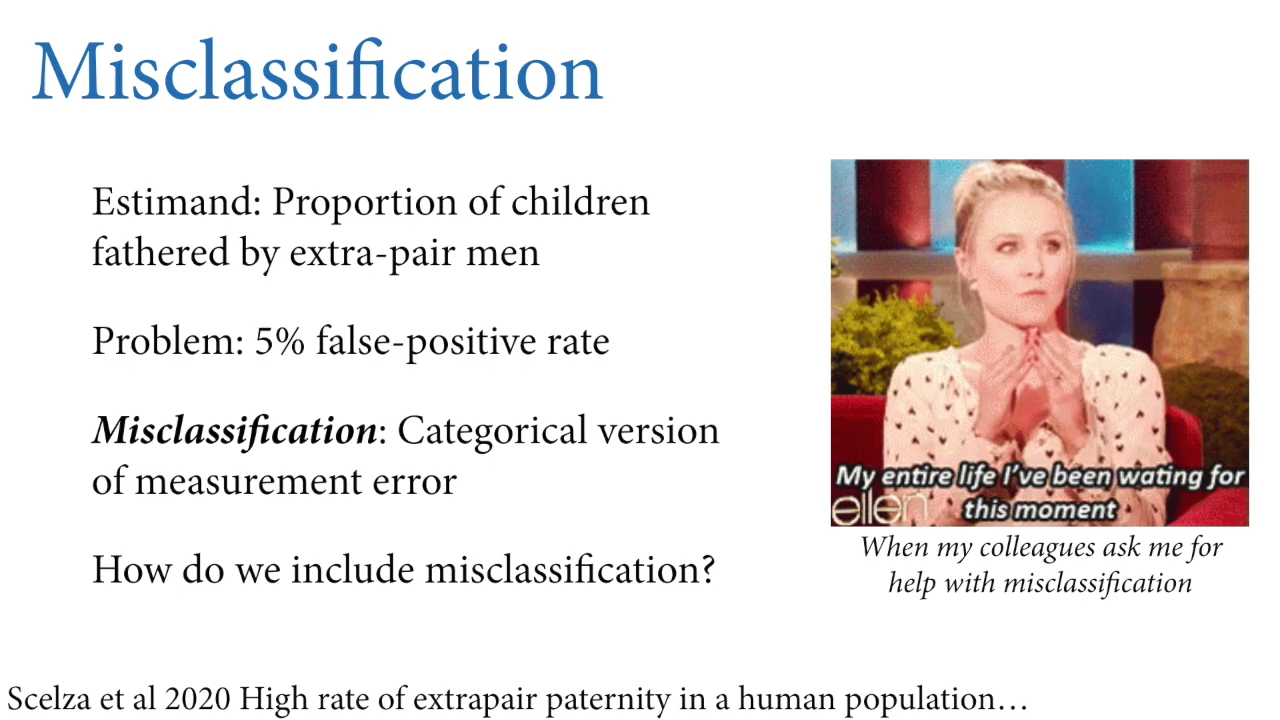 Misclassification
Estimand: Proportion of children
fathered by extra-pair men
Problem: 5% false-positive rate
Misclassification: Categorical version
of measurement error
How do we include misclassification?
My entire life I've been wating for
ellen
this moment
When my colleagues ask me for
help with misclassification
Scelza et al 2020 High rate of extrapair paternity in a human population…